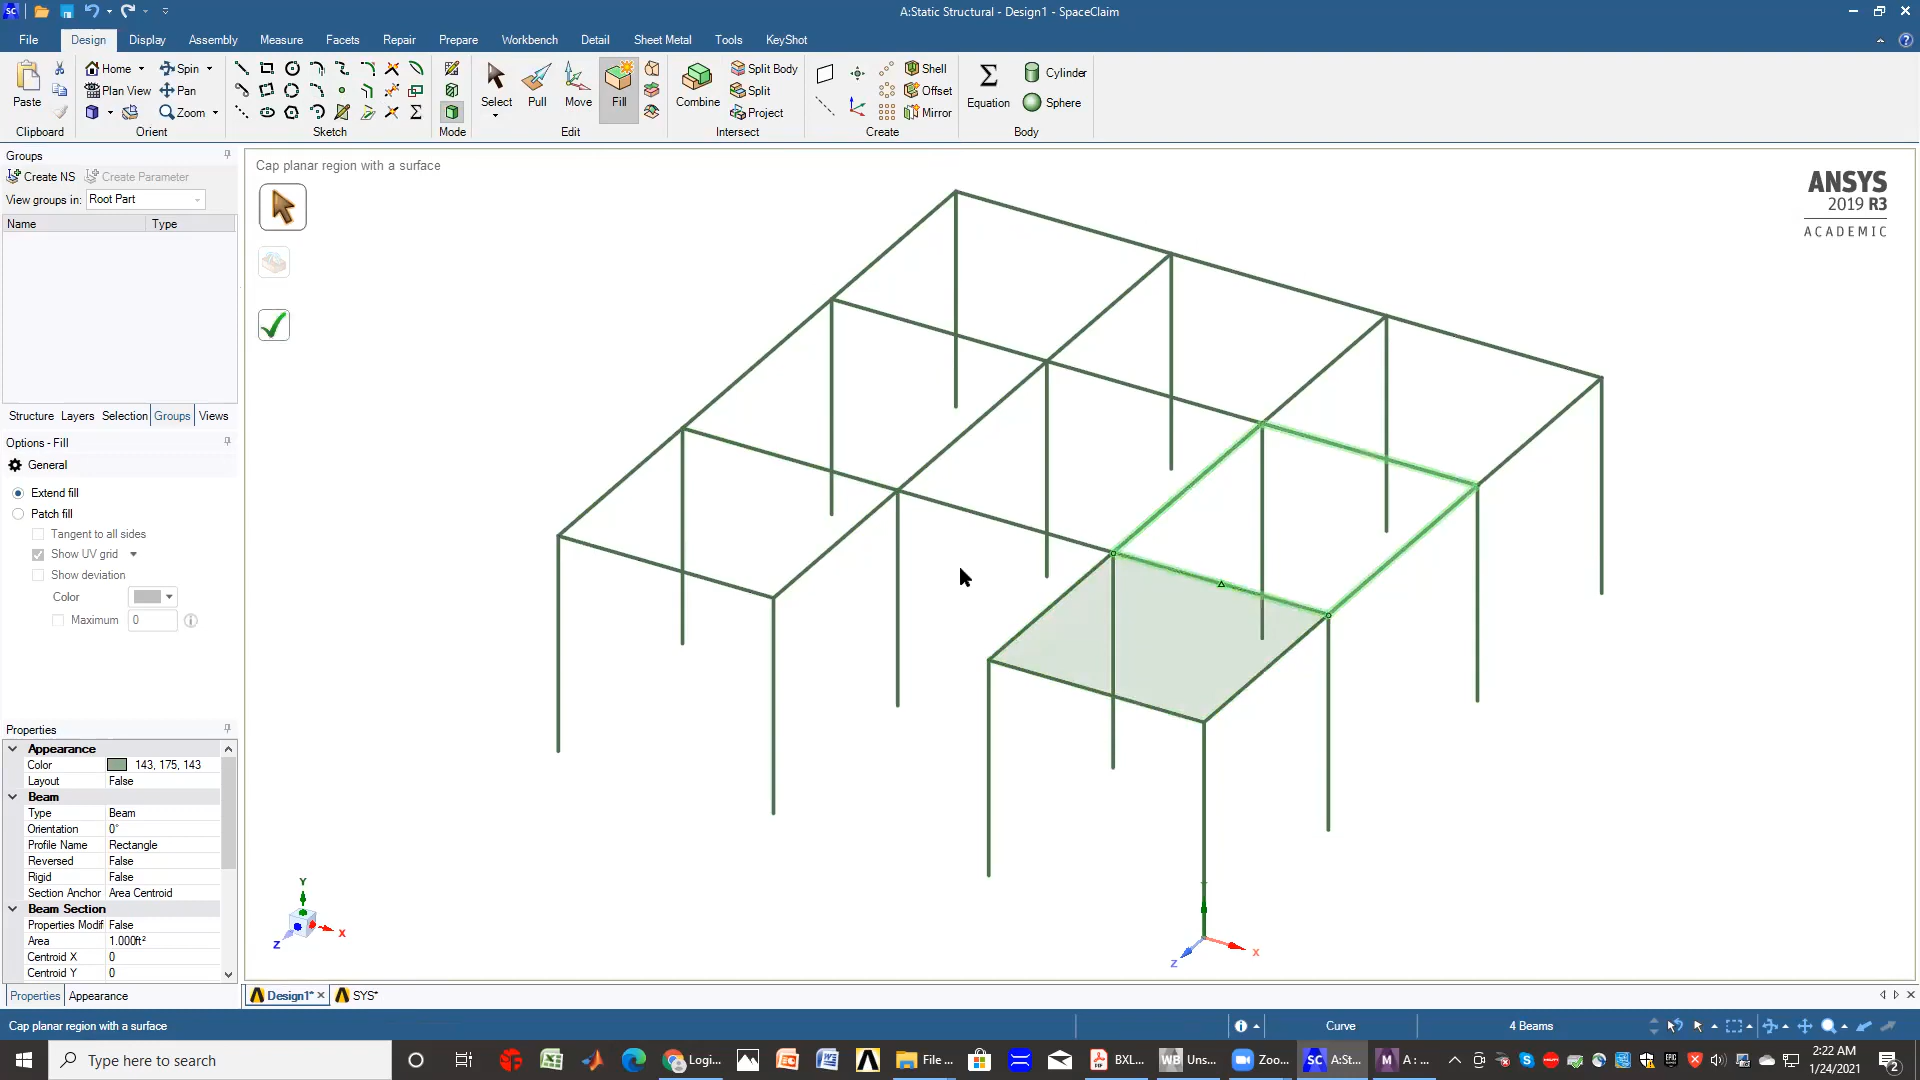 A:Static Structural - Design1 - SpaceClaim
File Design Display Assembly Measure Facets Repair Prepare Workbench Detail Sheet Metal Tools KeyShot
Paste
Clipboard
Home Spin
Plan View Pan
Zoom
Orient
Sketch
Mode
Select Pull Move Fill
Edit
Combine
Split Body
Split
Project
Intersect
Shell
Offset
Mirror
Create
Equation
Cylinder
Sphere
Body
Groups
Create NS Create Parameter
View groups in: Root Part
Name Type
Structure Layers Selection Groups Views
Options - Fill
General
Extend fill
Patch fill
Tangent to all sides
Show UV grid
Show deviation
Color
Maximum 0
Properties
Appearance
Color 143, 175, 143
Layout False
Beam
Type Beam
Orientation 0°
Profile Name Rectangle
Reversed False
Rigid False
Section Anchor Area Centroid
Beam Section
Properties Modif False
Area 1.000ft²
Centroid X 0
Centroid Y 0
Properties Appearance
Cap planar region with a surface
ANSYS
2019 R3
ACADEMIC
Y
X
Z
X
Z
Design1* SYS*
Cap planar region with a surface
Curve
4 Beams
Type here to search
Logi...
File ...
BXL...
Uns...
Zoo...
A:St...
A : ...
2:22 AM
1/24/2021
2